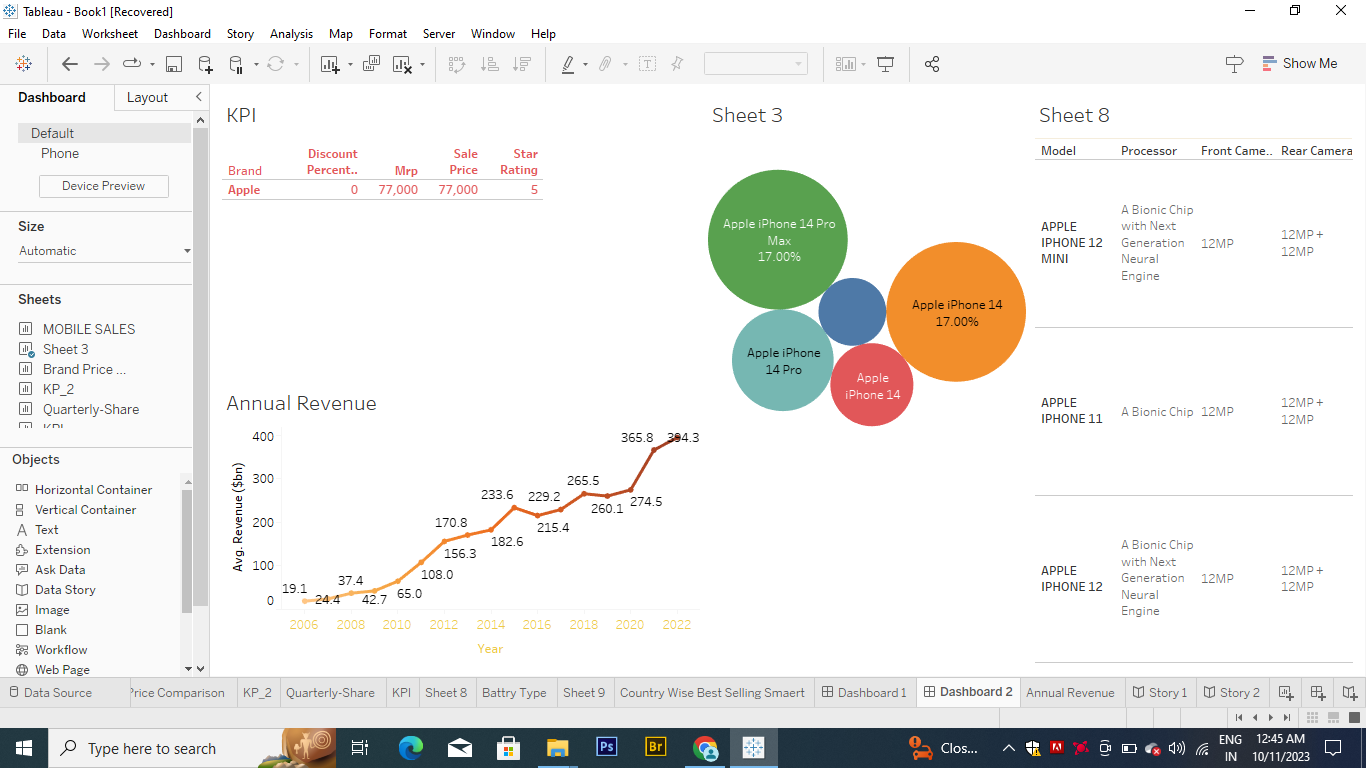 Tableau - Book1 [Recovered]
File Data Worksheet Dashboard Story Analysis Map Format Server Window Help
Show Me
Dashboard Layout
Default
Phone
Device Preview
Size
Automatic
Sheets
MOBILE SALES
Sheet 3
Brand Price ...
KP_2
Quarterly-Share
KPI
Objects
Horizontal Container
Vertical Container
Text
Extension
Ask Data
Data Story
Image
Blank
Workflow
Web Page
KPI
Brand Discount Percent.. Mrp Sale Price Star Rating
Apple 0 77,000 77,000 5
Annual Revenue
Avg. Revenue ($bn)
400
300
200
100
0
19.1
24.4
37.4
42.7
65.0
108.0
170.8
156.3
182.6
233.6
229.2
215.4
265.5
260.1
274.5
365.8
394.3
2006 2008 2010 2012 2014 2016 2018 2020 2022
Year
Sheet 3
Apple iPhone 14 Pro
Max
17.00%
Apple iPhone 14
17.00%
Apple iPhone
14 Pro
Apple
iPhone 14
Sheet 8
Model Processor Front Came.. Rear Camera
APPLE
IPHONE 12
MINI
A Bionic Chip
with Next
Generation
Neural
Engine
12MP
12MP +
12MP
APPLE
IPHONE 11
A Bionic Chip
12MP
12MP +
12MP
APPLE
IPHONE 12
A Bionic Chip
with Next
Generation
Neural
Engine
12MP
12MP +
12MP
Data Source Price Comparison KP_2 Quarterly-Share KPI Sheet 8 Battry Type Sheet 9 Country Wise Best Selling Smaert Dashboard 1 Dashboard 2 Annual Revenue Story 1 Story 2
Type here to search
Ps
Br
Clos...
ENG
IN
12:45 AM
10/11/2023